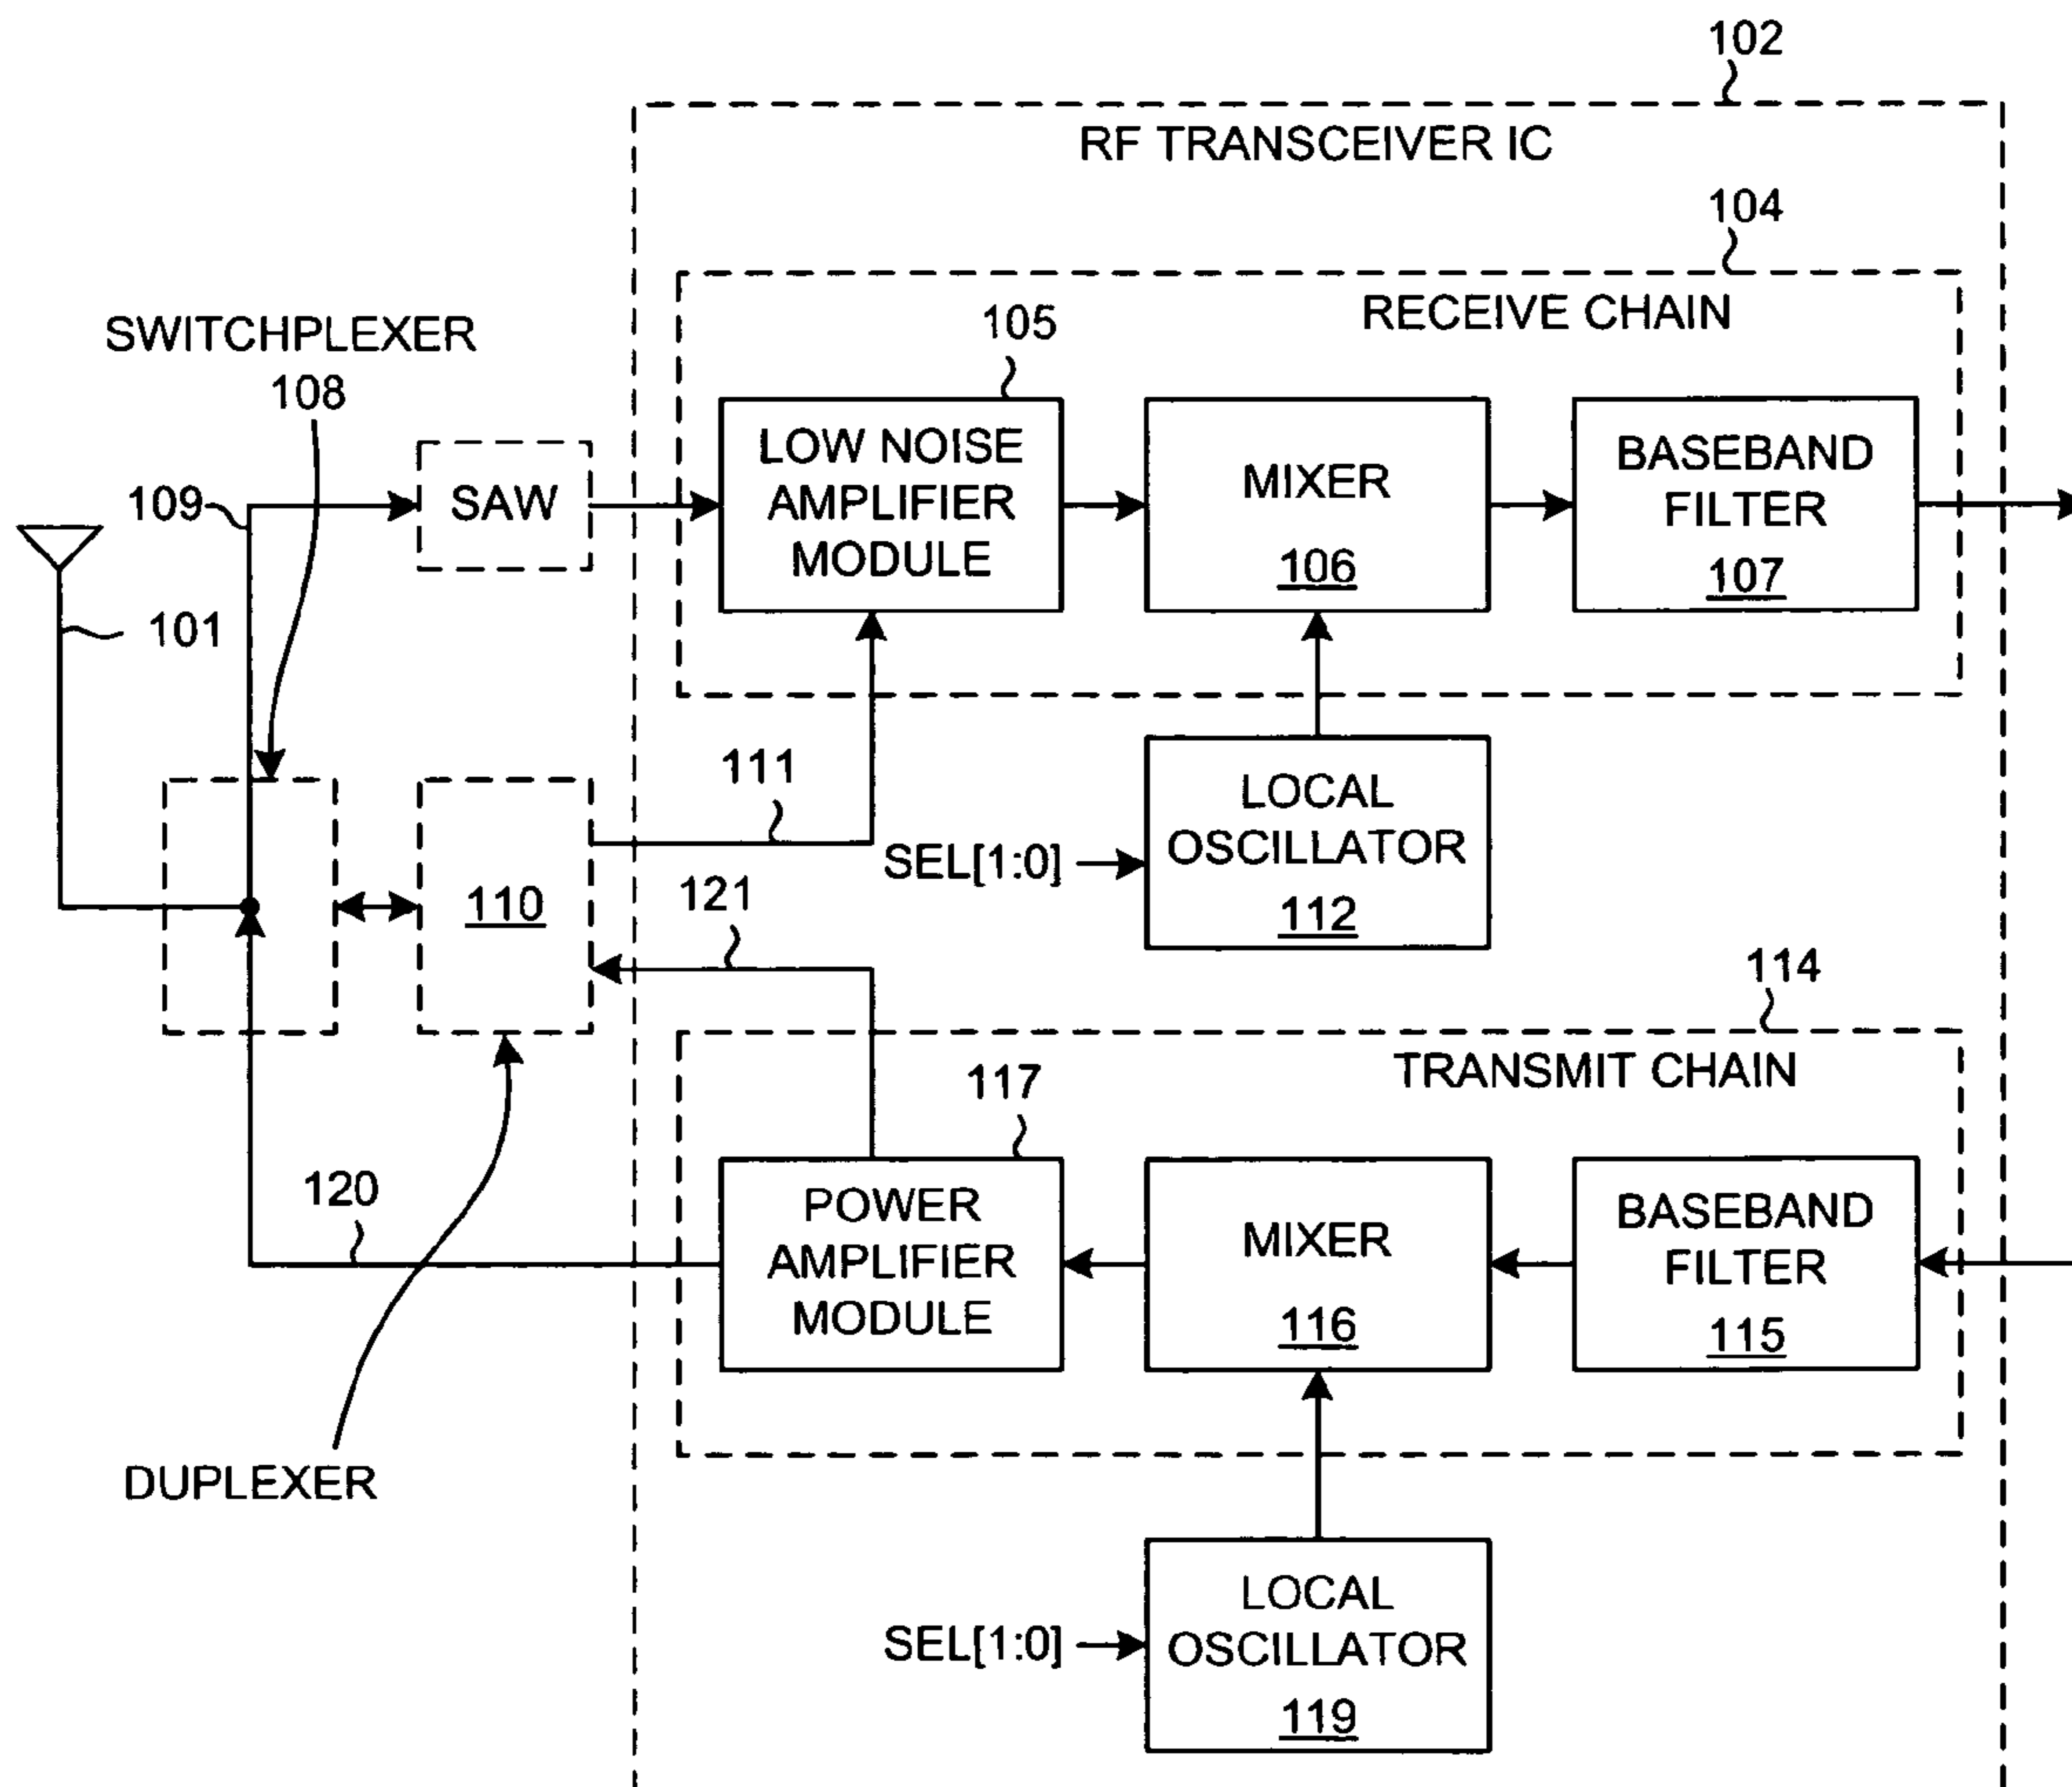 102
RF TRANSCEIVER IC
104
RECEIVE CHAIN
SWITCHPLEXER
108
105
LOW NOISE
AMPLIFIER
MODULE
MIXER
106
BASEBAND
FILTER
107
SAW
109
101
111
LOCAL
OSCILLATOR
112
SEL[1:0]
110
121
114
TRANSMIT CHAIN
117
POWER
AMPLIFIER
MODULE
MIXER
116
BASEBAND
FILTER
115
120
DUPLEXER
LOCAL
OSCILLATOR
119
SEL[1:0]